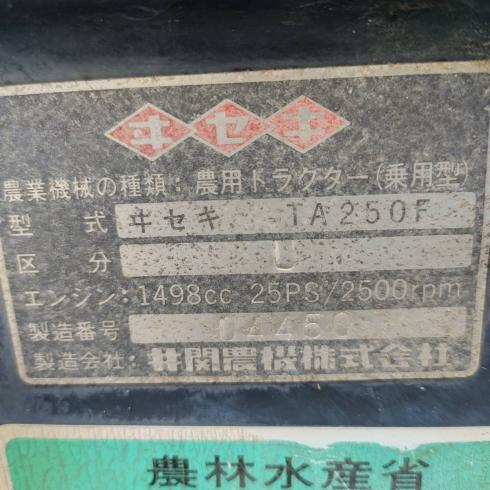 ヰセキ
農業機械の種類：農用トラクター(乗用型)
型式 ヰセキ TA250F
区分 U
エンジン：1498cc 25PS/2500rpm
製造番号 04450
製造会社：井関農機株式会社
農林水産省